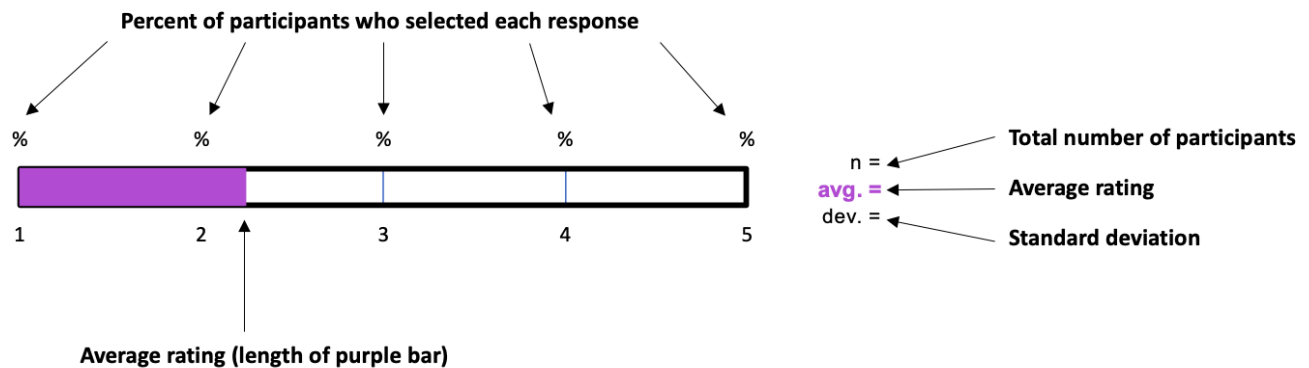 Percent of participants who selected each response
% % % % %
1 2 3 4 5
Average rating (length of purple bar)
n =
avg. =
dev. =
Total number of participants
Average rating
Standard deviation